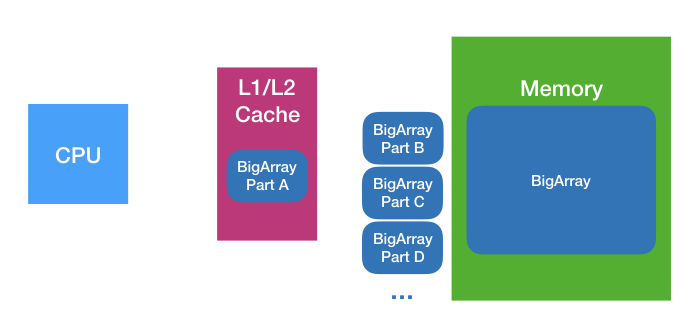 CPU
L1/L2
Cache
BigArray
Part A
BigArray
Part B
BigArray
Part C
BigArray
Part D
...
Memory
BigArray